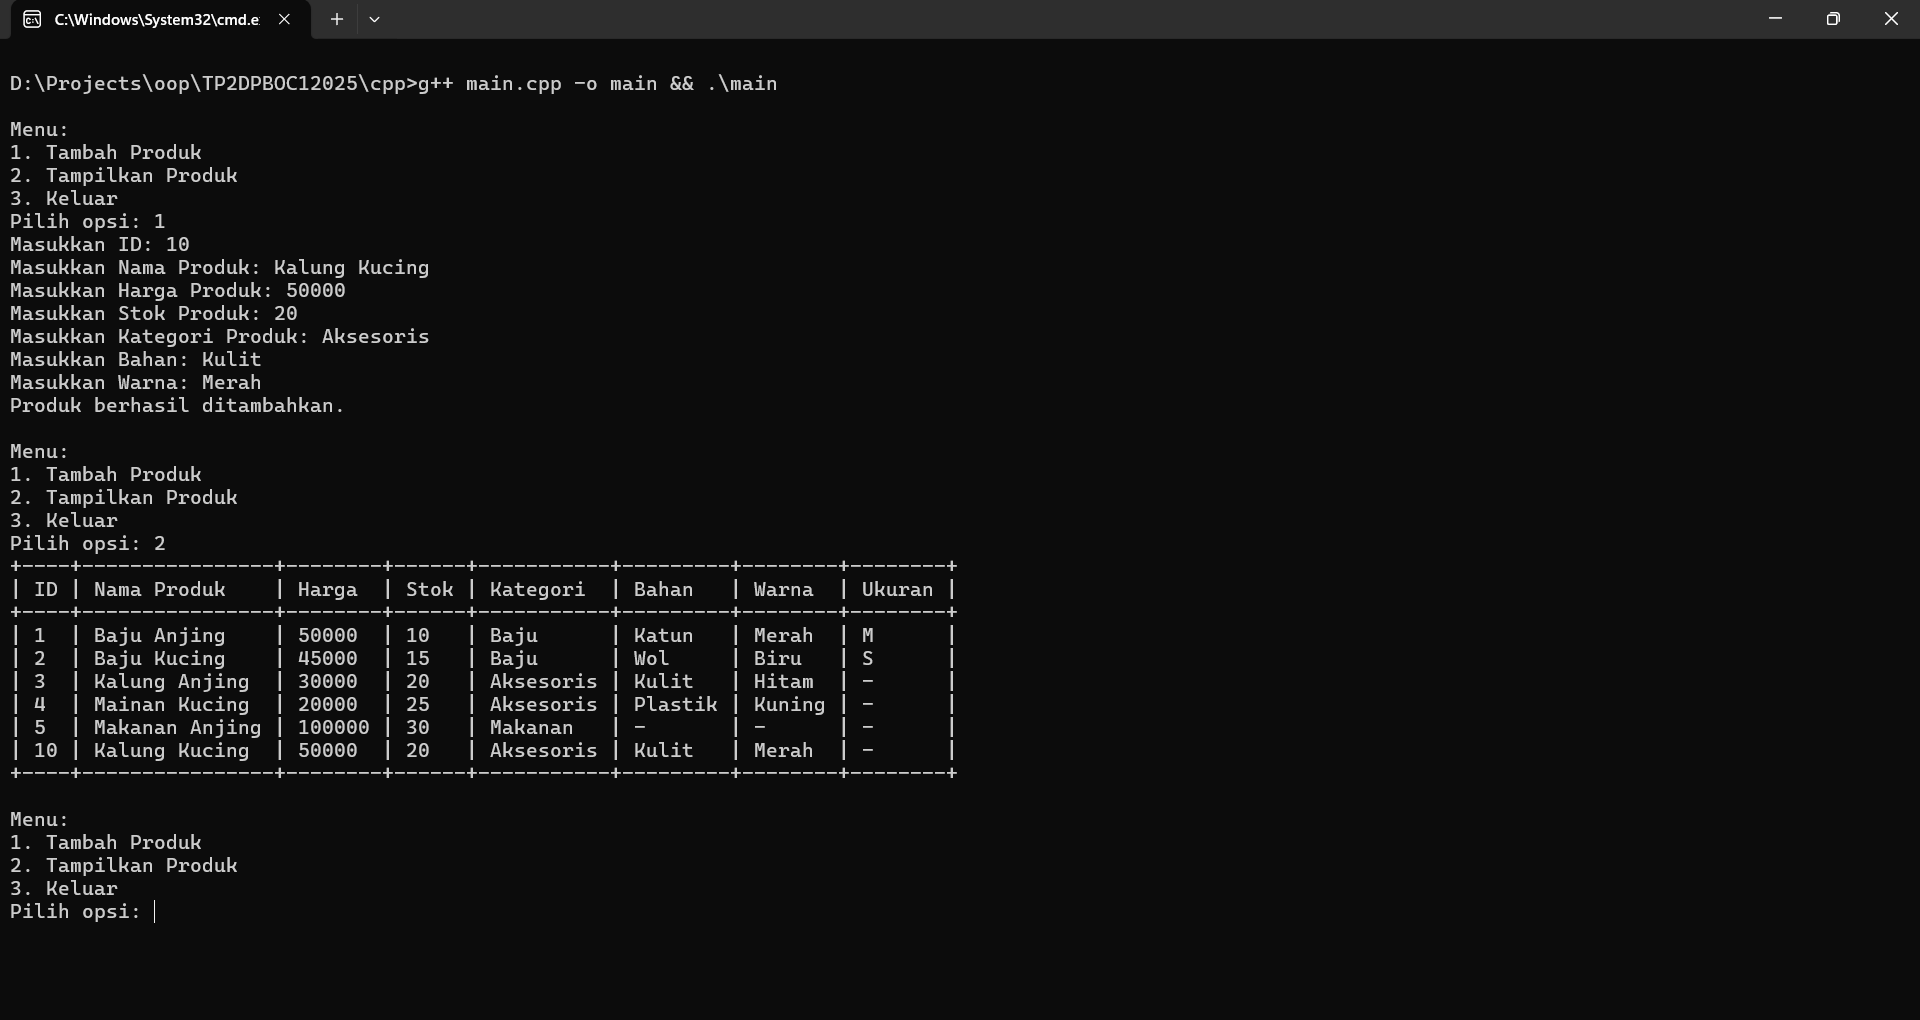 C:\Windows\System32\cmd.e
D:\Projects\oop\TP2DPBOC12025\cpp>g++ main.cpp -o main && .\main
Menu:
1. Tambah Produk
2. Tampilkan Produk
3. Keluar
Pilih opsi: 1
Masukkan ID: 10
Masukkan Nama Produk: Kalung Kucing
Masukkan Harga Produk: 50000
Masukkan Stok Produk: 20
Masukkan Kategori Produk: Aksesoris
Masukkan Bahan: Kulit
Masukkan Warna: Merah
Produk berhasil ditambahkan.
Menu:
1. Tambah Produk
2. Tampilkan Produk
3. Keluar
Pilih opsi: 2
+----+----------------+--------+------+-----------+---------+--------+--------+
| ID | Nama Produk    | Harga  | Stok | Kategori  | Bahan   | Warna  | Ukuran |
+----+----------------+--------+------+-----------+---------+--------+--------+
| 1  | Baju Anjing    | 50000  | 10   | Baju      | Katun   | Merah  | M      |
| 2  | Baju Kucing    | 45000  | 15   | Baju      | Wol     | Biru   | S      |
| 3  | Kalung Anjing  | 30000  | 20   | Aksesoris | Kulit   | Hitam  | -      |
| 4  | Mainan Kucing  | 20000  | 25   | Aksesoris | Plastik | Kuning | -      |
| 5  | Makanan Anjing | 100000 | 30   | Makanan   | -       | -      | -      |
| 10 | Kalung Kucing  | 50000  | 20   | Aksesoris | Kulit   | Merah  | -      |
+----+----------------+--------+------+-----------+---------+--------+--------+
Menu:
1. Tambah Produk
2. Tampilkan Produk
3. Keluar
Pilih opsi: